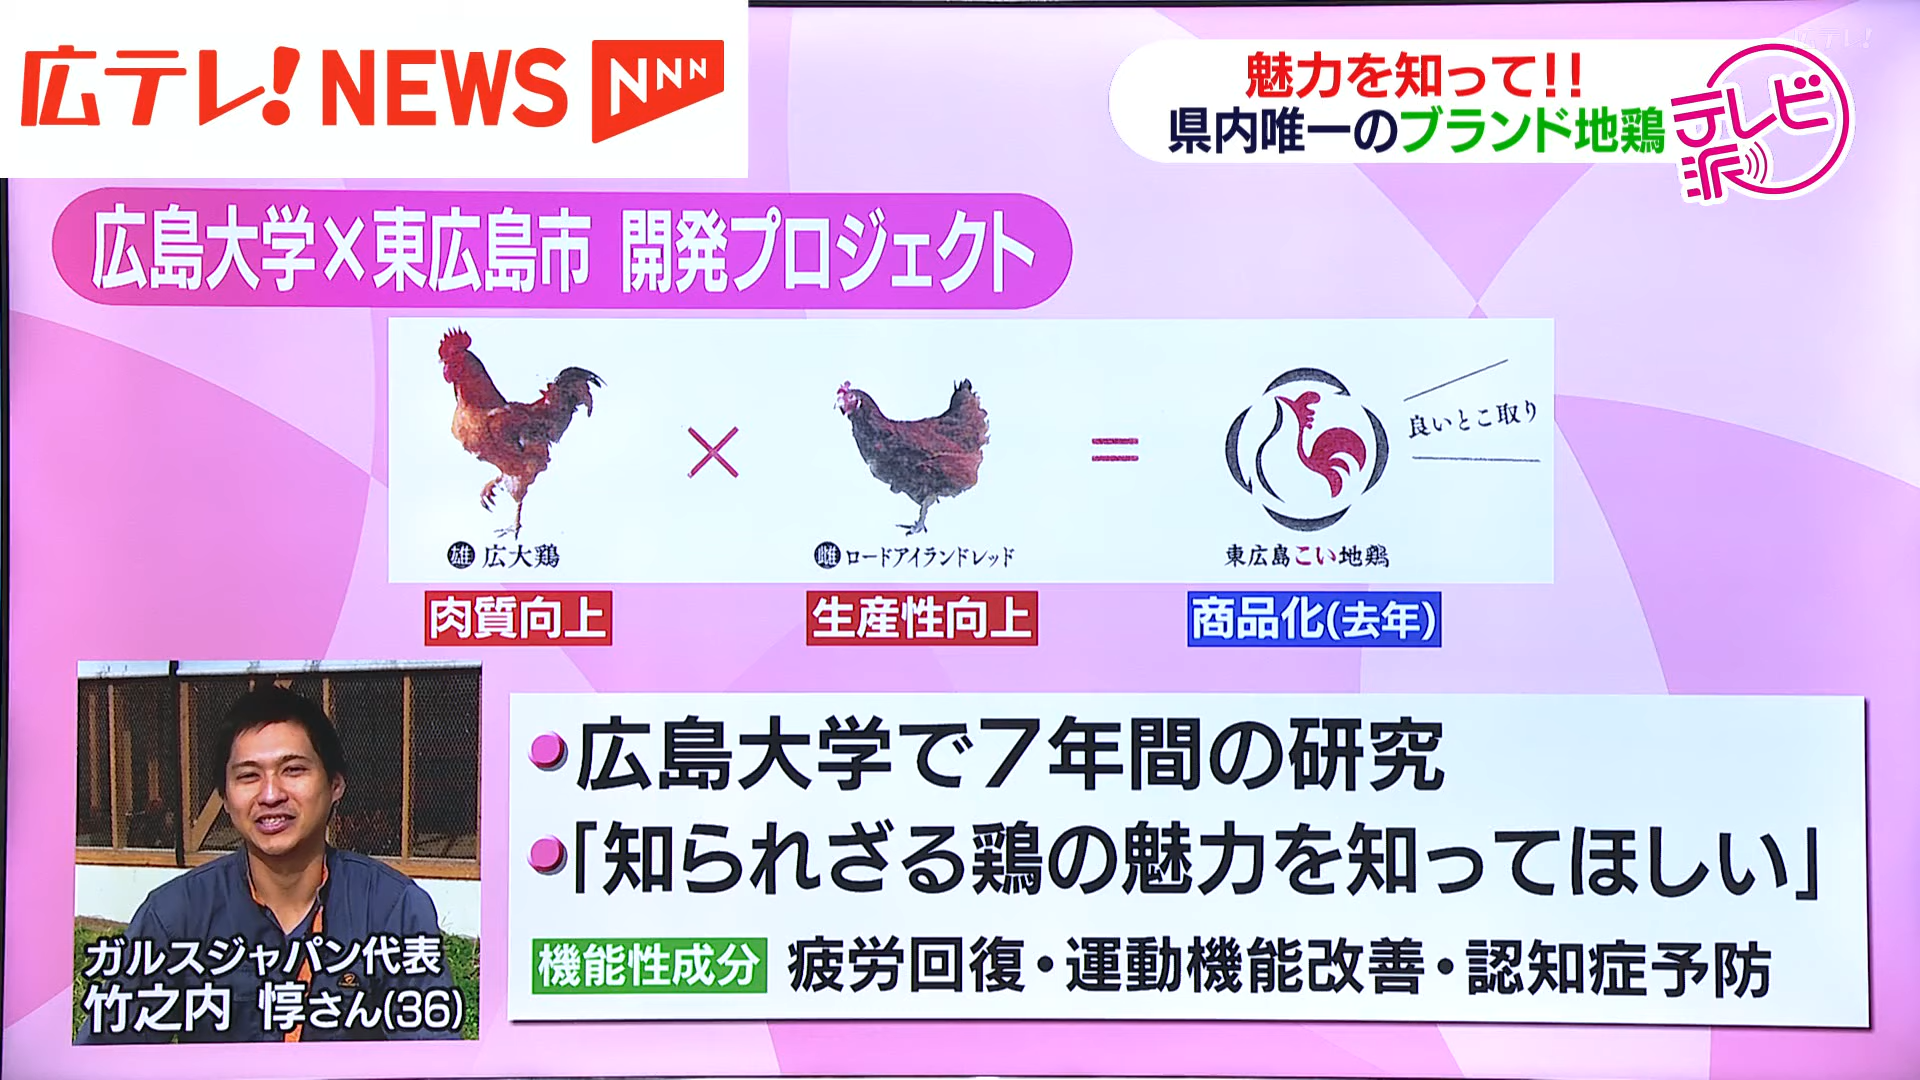 広テレ! NEWS NNN
広テレ!
魅力を知って!!
県内唯一のブランド地鶏
テレビ派
広島大学×東広島市 開発プロジェクト
× =
良いとこ取り
雄 広大鶏
雌 ロードアイランドレッド
東広島こい地鶏
肉質向上
生産性向上
商品化(去年)
●広島大学で7年間の研究
●「知られざる鶏の魅力を知ってほしい」
機能性成分 疲労回復・運動機能改善・認知症予防
ガルスジャパン代表
竹之内 惇さん(36)